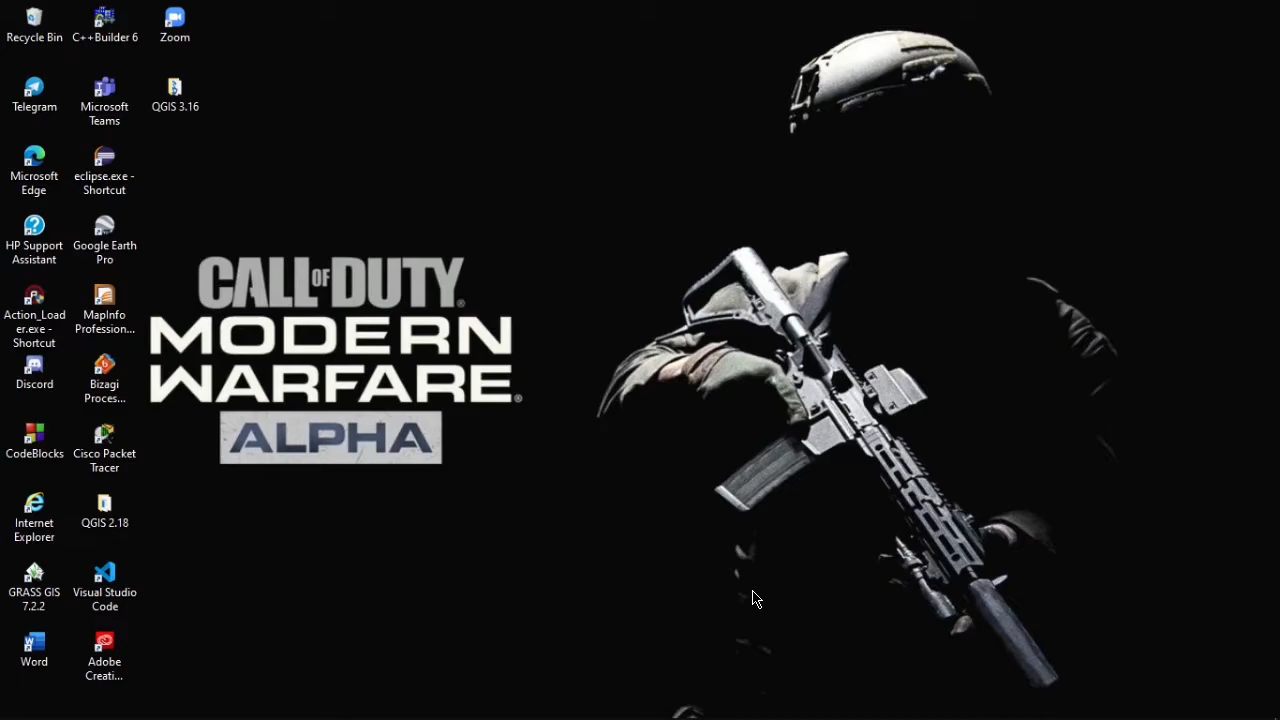 Recycle Bin
C++Builder 6
Zoom
Telegram
Microsoft
Teams
QGIS 3.16
Microsoft
Edge
eclipse.exe -
Shortcut
HP Support
Assistant
Google Earth
Pro
Action_Load
er.exe -
Shortcut
MapInfo
Profession...
Discord
Bizagi
Proces...
CodeBlocks
Cisco Packet
Tracer
Internet
Explorer
QGIS 2.18
GRASS GIS
7.2.2
Visual Studio
Code
Word
Adobe
Creati...
CALL OF DUTY®
MODERN
WARFARE®
ALPHA